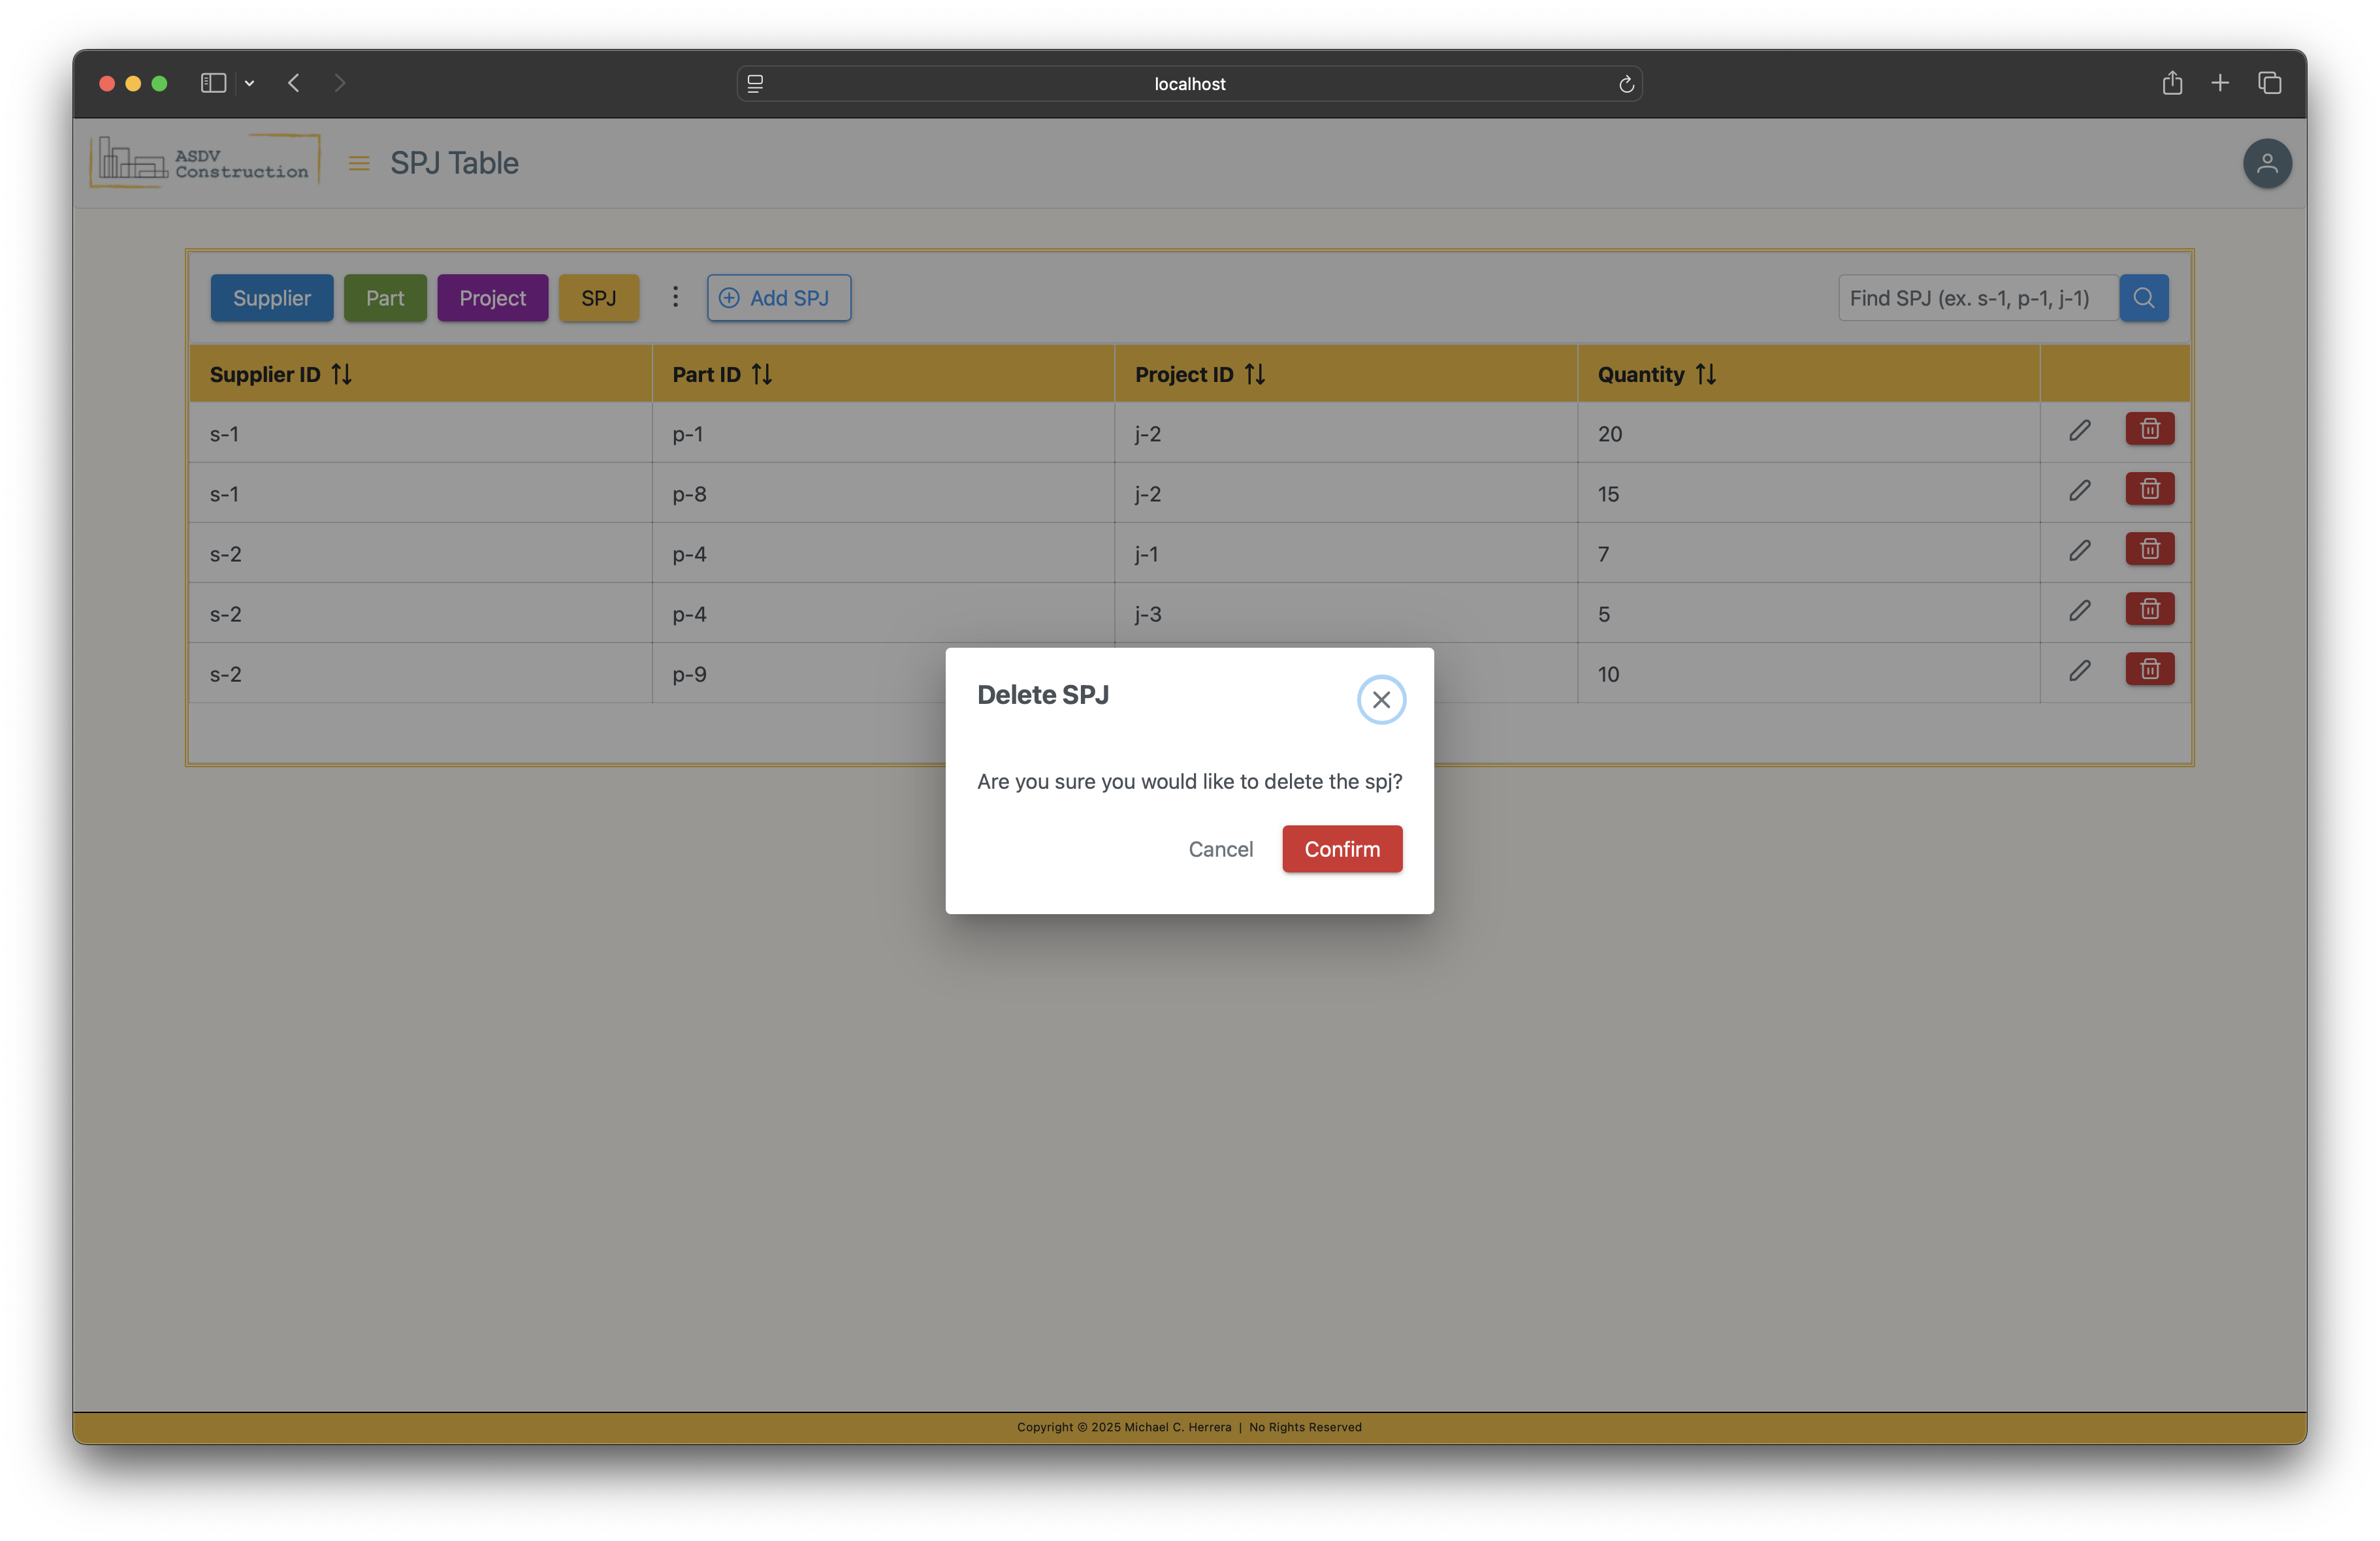 localhost
ASDV
Construction
SPJ Table
Supplier Part Project SPJ Add SPJ Find SPJ (ex. s-1, p-1, j-1)
Supplier ID Part ID Project ID Quantity
s-1 p-1 j-2 20
s-1 p-8 j-2 15
s-2 p-4 j-1 7
s-2 p-4 j-3 5
s-2 p-9 10
Delete SPJ
Are you sure you would like to delete the spj?
Cancel Confirm
Copyright © 2025 Michael C. Herrera | No Rights Reserved